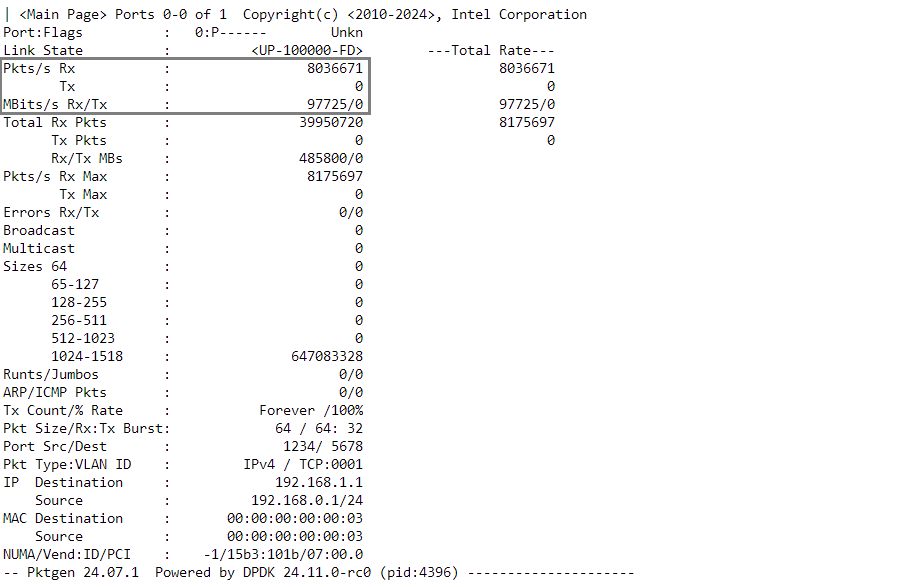 | <Main Page> Ports 0-0 of 1  Copyright(c) <2010-2024>, Intel Corporation
Port:Flags          :   0:P------        Unkn
Link State          :          <UP-100000-FD>        ---Total Rate---
Pkts/s Rx           :                 8036671                 8036671
       Tx           :                       0                       0
MBits/s Rx/Tx       :                 97725/0                 97725/0
Total Rx Pkts       :                39950720                 8175697
      Tx Pkts       :                       0                       0
      Rx/Tx MBs     :                485800/0
Pkts/s Rx Max       :                 8175697
       Tx Max       :                       0
Errors Rx/Tx        :                     0/0
Broadcast           :                       0
Multicast           :                       0
Sizes 64            :                       0
      65-127        :                       0
      128-255       :                       0
      256-511       :                       0
      512-1023      :                       0
      1024-1518     :               647083328
Runts/Jumbos        :                     0/0
ARP/ICMP Pkts       :                     0/0
Tx Count/% Rate     :           Forever /100%
Pkt Size/Rx:Tx Burst:             64 / 64: 32
Port Src/Dest       :              1234/ 5678
Pkt Type:VLAN ID    :         IPv4 / TCP:0001
IP  Destination     :             192.168.1.1
    Source          :          192.168.0.1/24
MAC Destination     :       00:00:00:00:00:03
    Source          :       00:00:00:00:00:03
NUMA/Vend:ID/PCI    :    -1/15b3:101b/07:00.0
-- Pktgen 24.07.1  Powered by DPDK 24.11.0-rc0 (pid:4396) ---------------------